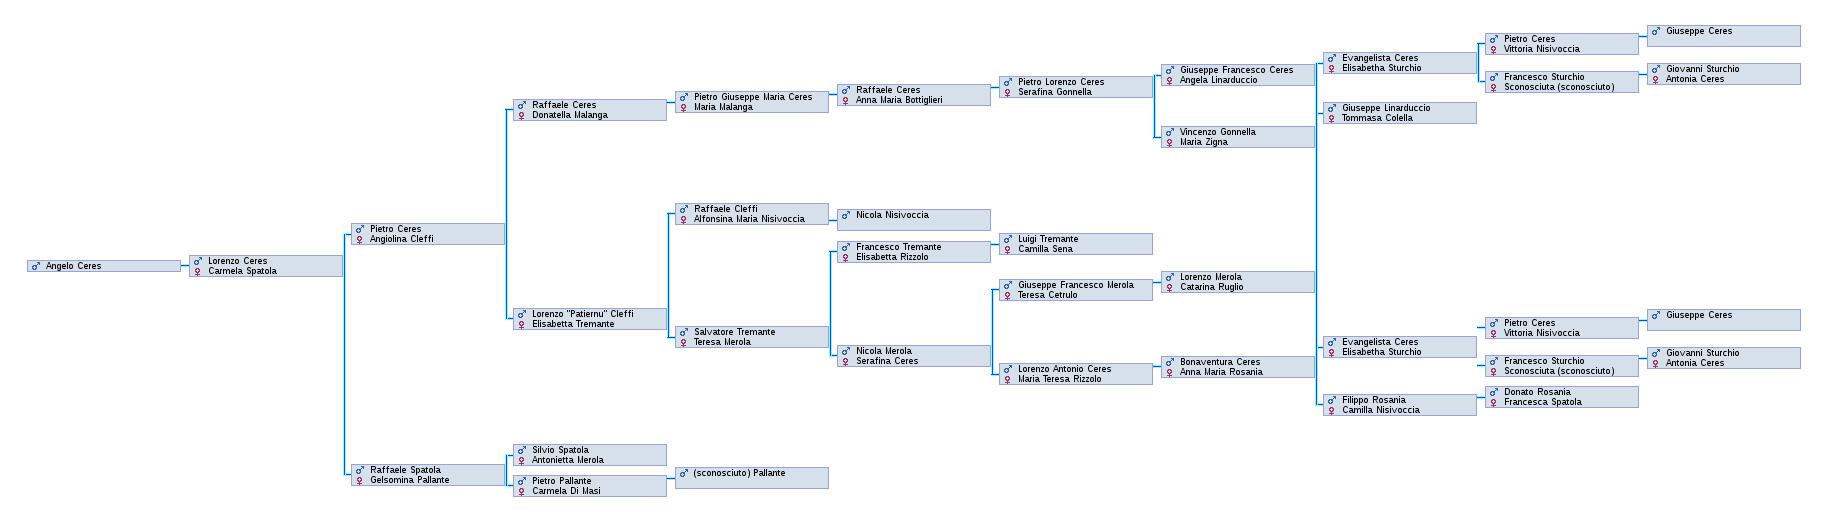 Angelo Ceres
Lorenzo Ceres
Carmela Spatola
Pietro Ceres
Angiolina Cleffi
Raffaele Spatola
Gelsomina Pallante
Raffaele Ceres
Donatella Malanga
Lorenzo "Patiernu" Cleffi
Elisabetta Tremante
Silvio Spatola
Antonietta Merola
Pietro Pallante
Carmela Di Masi
Pietro Giuseppe Maria Ceres
Maria Malanga
Raffaele Cleffi
Alfonsina Maria Nisivoccia
Salvatore Tremante
Teresa Merola
(sconosciuto) Pallante
Raffaele Ceres
Anna Maria Bottiglieri
Nicola Nisivoccia
Francesco Tremante
Elisabetta Rizzolo
Nicola Merola
Serafina Ceres
Pietro Lorenzo Ceres
Serafina Gonnella
Luigi Tremante
Camilla Sena
Giuseppe Francesco Merola
Teresa Cetrulo
Lorenzo Antonio Ceres
Maria Teresa Rizzolo
Giuseppe Francesco Ceres
Angela Linarduccio
Vincenzo Gonnella
Maria Zigna
Lorenzo Merola
Catarina Ruglio
Bonaventura Ceres
Anna Maria Rosania
Evangelista Ceres
Elisabetha Sturchio
Giuseppe Linarduccio
Tommasa Colella
Evangelista Ceres
Elisabetha Sturchio
Filippo Rosania
Camilla Nisivoccia
Pietro Ceres
Vittoria Nisivoccia
Francesco Sturchio
Sconosciuta (sconosciuto)
Pietro Ceres
Vittoria Nisivoccia
Francesco Sturchio
Sconosciuta (sconosciuto)
Donato Rosania
Francesca Spatola
Giuseppe Ceres
Giovanni Sturchio
Antonia Ceres
Giuseppe Ceres
Giovanni Sturchio
Antonia Ceres